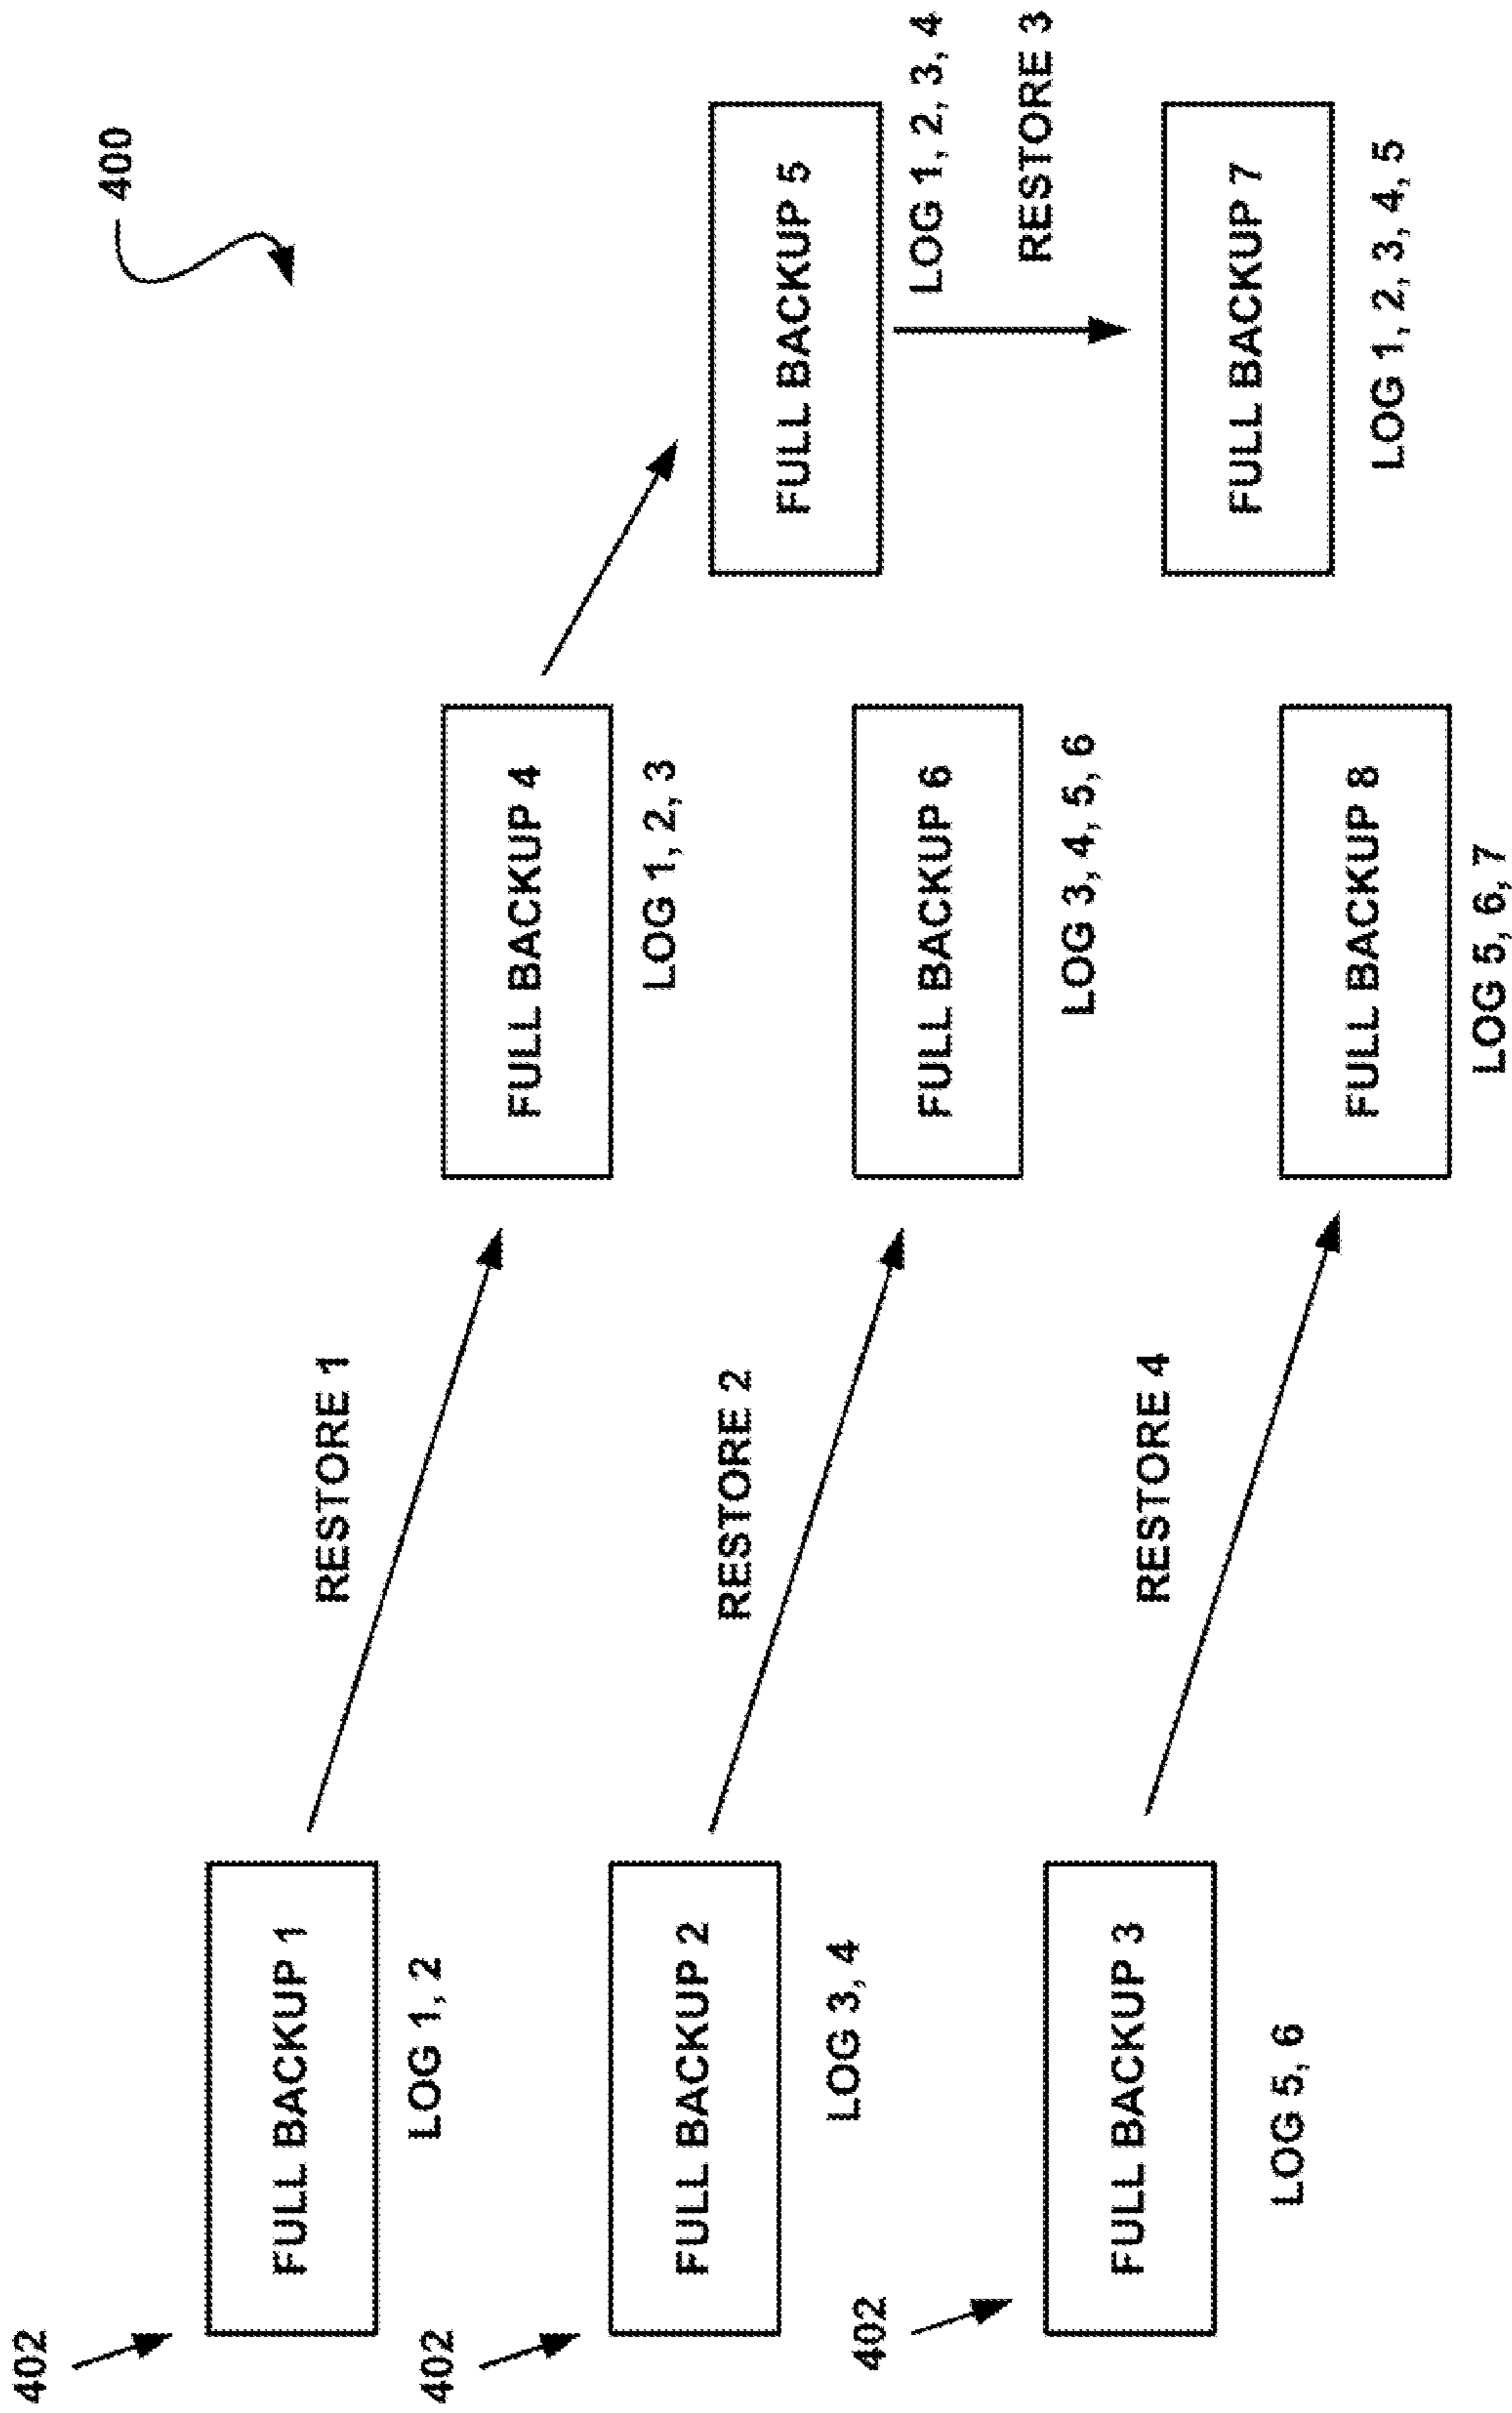 400
402
FULL BACKUP 1
LOG 1, 2
RESTORE 1
FULL BACKUP 4
LOG 1, 2, 3
402
FULL BACKUP 2
LOG 3, 4
RESTORE 2
FULL BACKUP 6
LOG 3, 4, 5, 6
FULL BACKUP 5
LOG 1, 2, 3, 4
RESTORE 3
402
FULL BACKUP 3
LOG 5, 6
RESTORE 4
FULL BACKUP 8
LOG 5, 6, 7
FULL BACKUP 7
LOG 1, 2, 3, 4, 5